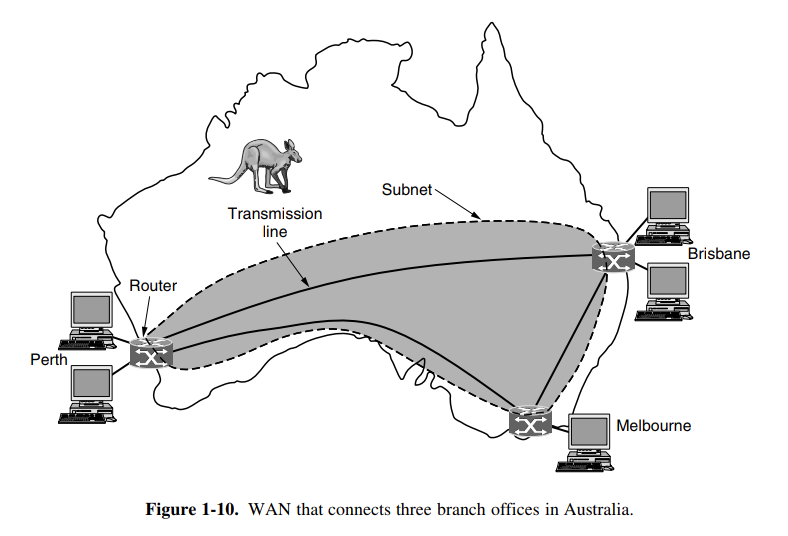 Subnet
Transmission
line
Brisbane
Router
Perth
Melbourne
Figure 1-10. WAN that connects three branch offices in Australia.